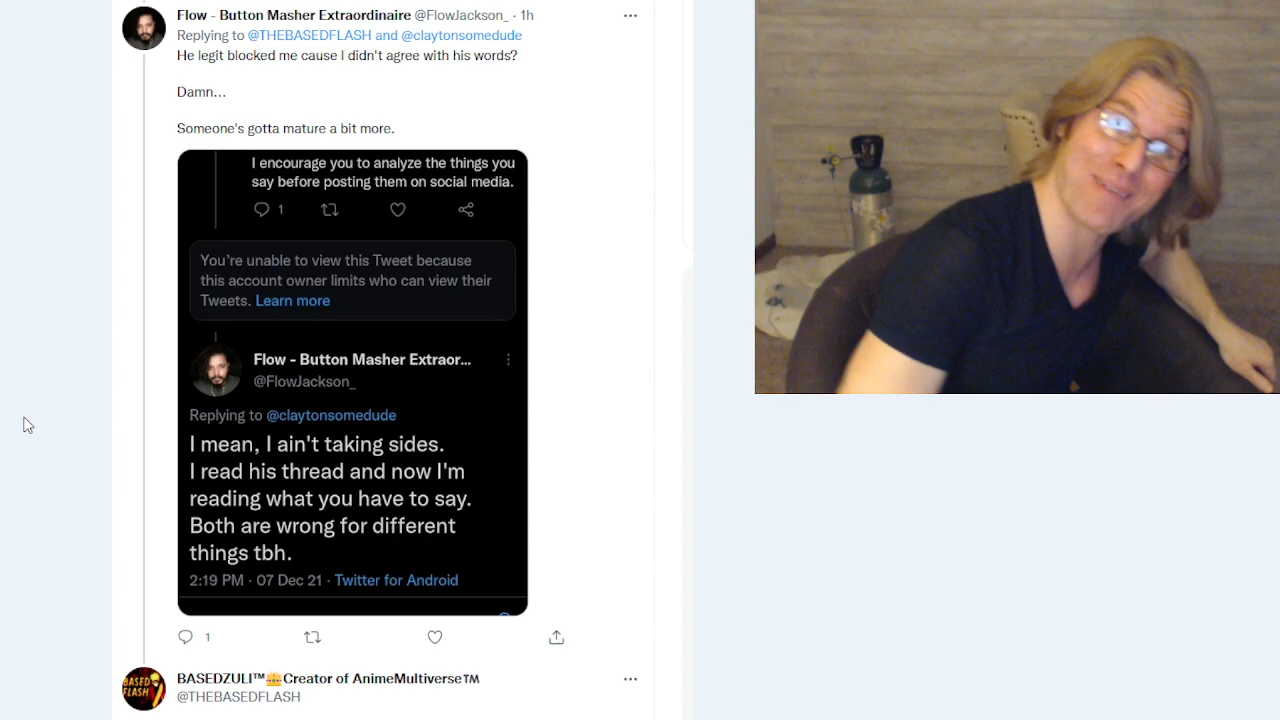 Flow - Button Masher Extraordinaire @FlowJackson_ · 1h
Replying to @THEBASEDFLASH and @claytonsomedude
He legit blocked me cause I didn't agree with his words?
Damn...
Someone's gotta mature a bit more.
I encourage you to analyze the things you
say before posting them on social media.
1
You're unable to view this Tweet because
this account owner limits who can view their
Tweets. Learn more
Flow - Button Masher Extraor...
@FlowJackson_
Replying to @claytonsomedude
I mean, I ain't taking sides.
I read his thread and now I'm
reading what you have to say.
Both are wrong for different
things tbh.
2:19 PM · 07 Dec 21 · Twitter for Android
1
BASED FLASH
BASEDZULI™👑Creator of AnimeMultiverse™
@THEBASEDFLASH